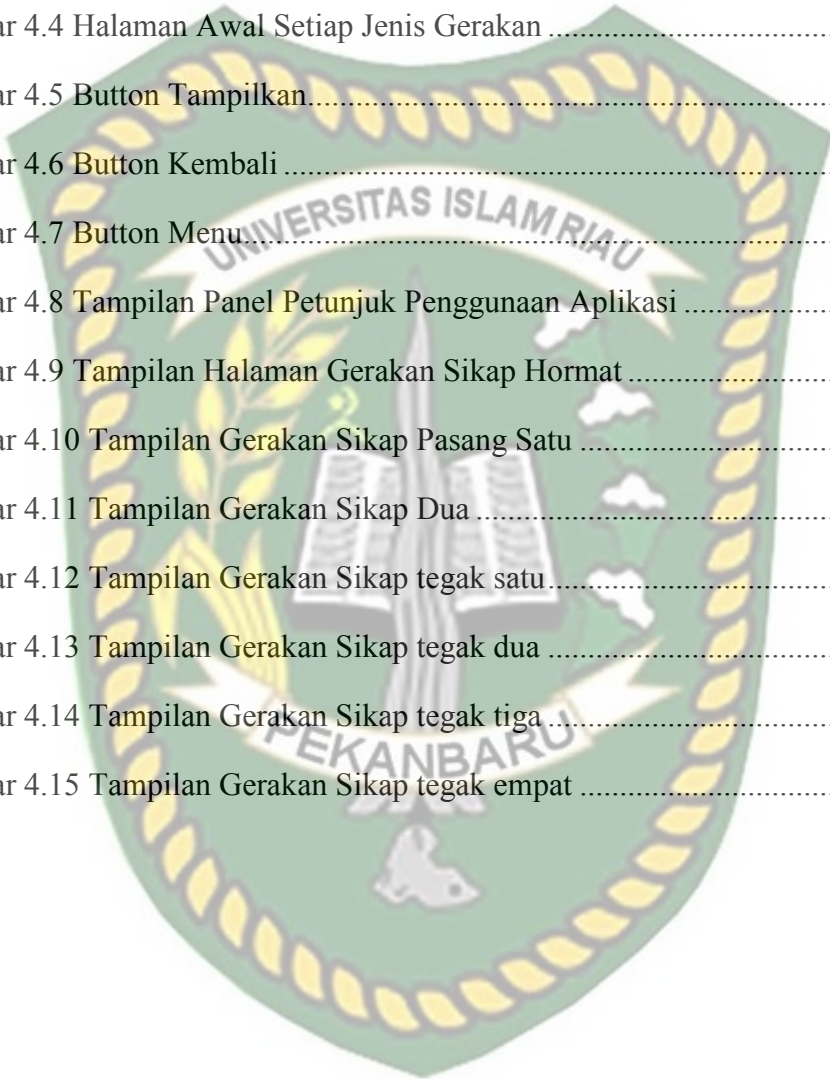 ar 4.4 Halaman Awal Setiap Jenis Gerakan ....................................
ar 4.5 Button Tampilkan....................................................................
ar 4.6 Button Kembali .......................................................................
UNIVERSITAS ISLAM RIAU
ar 4.7 Button Menu............................................................................
ar 4.8 Tampilan Panel Petunjuk Penggunaan Aplikasi ...................
ar 4.9 Tampilan Halaman Gerakan Sikap Hormat ..........................
ar 4.10 Tampilan Gerakan Sikap Pasang Satu ................................
ar 4.11 Tampilan Gerakan Sikap Dua .............................................
ar 4.12 Tampilan Gerakan Sikap tegak satu....................................
ar 4.13 Tampilan Gerakan Sikap tegak dua ....................................
ar 4.14 Tampilan Gerakan Sikap tegak tiga ....................................
PEKANBARU
ar 4.15 Tampilan Gerakan Sikap tegak empat ................................